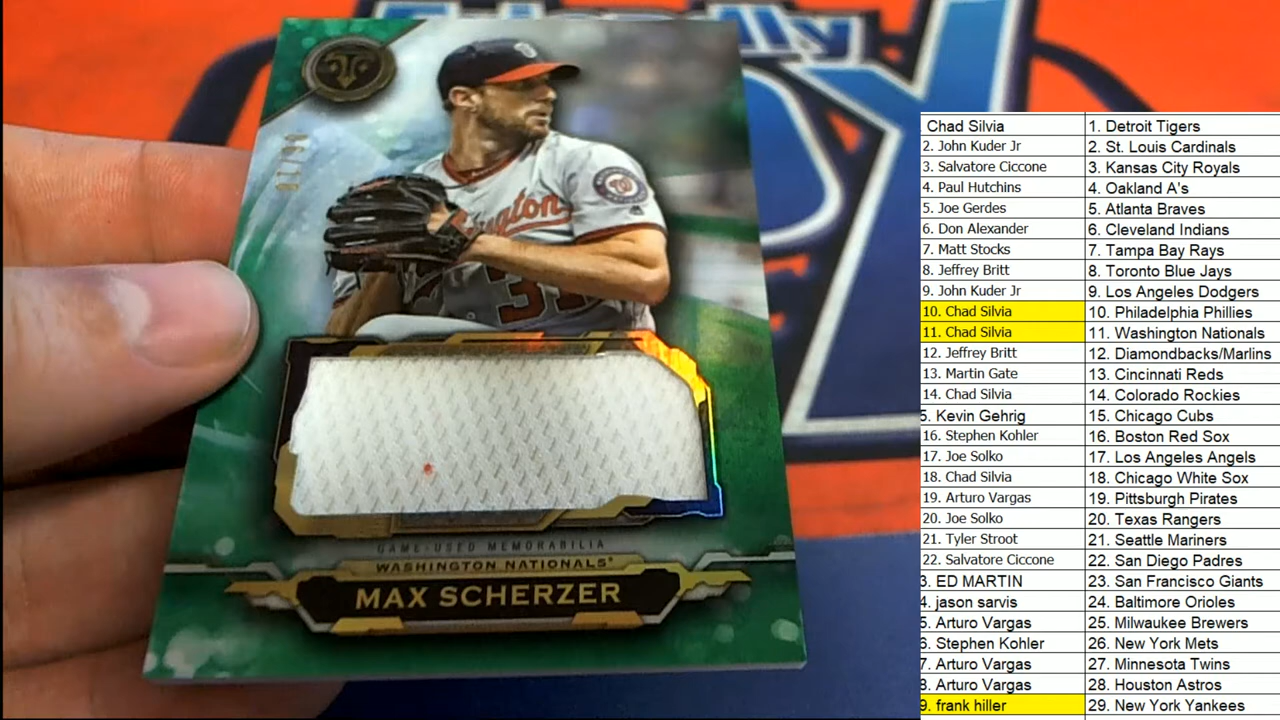 Chad Silvia 1. Detroit Tigers
2. John Kuder Jr 2. St. Louis Cardinals
3. Salvatore Ciccone 3. Kansas City Royals
4. Paul Hutchins 4. Oakland A's
5. Joe Gerdes 5. Atlanta Braves
6. Don Alexander 6. Cleveland Indians
7. Matt Stocks 7. Tampa Bay Rays
8. Jeffrey Britt 8. Toronto Blue Jays
9. John Kuder Jr 9. Los Angeles Dodgers
10. Chad Silvia 10. Philadelphia Phillies
11. Chad Silvia 11. Washington Nationals
12. Jeffrey Britt 12. Diamondbacks/Marlins
13. Martin Gate 13. Cincinnati Reds
14. Chad Silvia 14. Colorado Rockies
5. Kevin Gehrig 15. Chicago Cubs
16. Stephen Kohler 16. Boston Red Sox
17. Joe Solko 17. Los Angeles Angels
18. Chad Silvia 18. Chicago White Sox
19. Arturo Vargas 19. Pittsburgh Pirates
20. Joe Solko 20. Texas Rangers
21. Tyler Stroot 21. Seattle Mariners
22. Salvatore Ciccone 22. San Diego Padres
3. ED MARTIN 23. San Francisco Giants
4. jason sarvis 24. Baltimore Orioles
5. Arturo Vargas 25. Milwaukee Brewers
6. Stephen Kohler 26. New York Mets
7. Arturo Vargas 27. Minnesota Twins
8. Arturo Vargas 28. Houston Astros
9. frank hiller 29. New York Yankees
31
GAME-USED MEMORABILIA
WASHINGTON NATIONALS
MAX SCHERZER